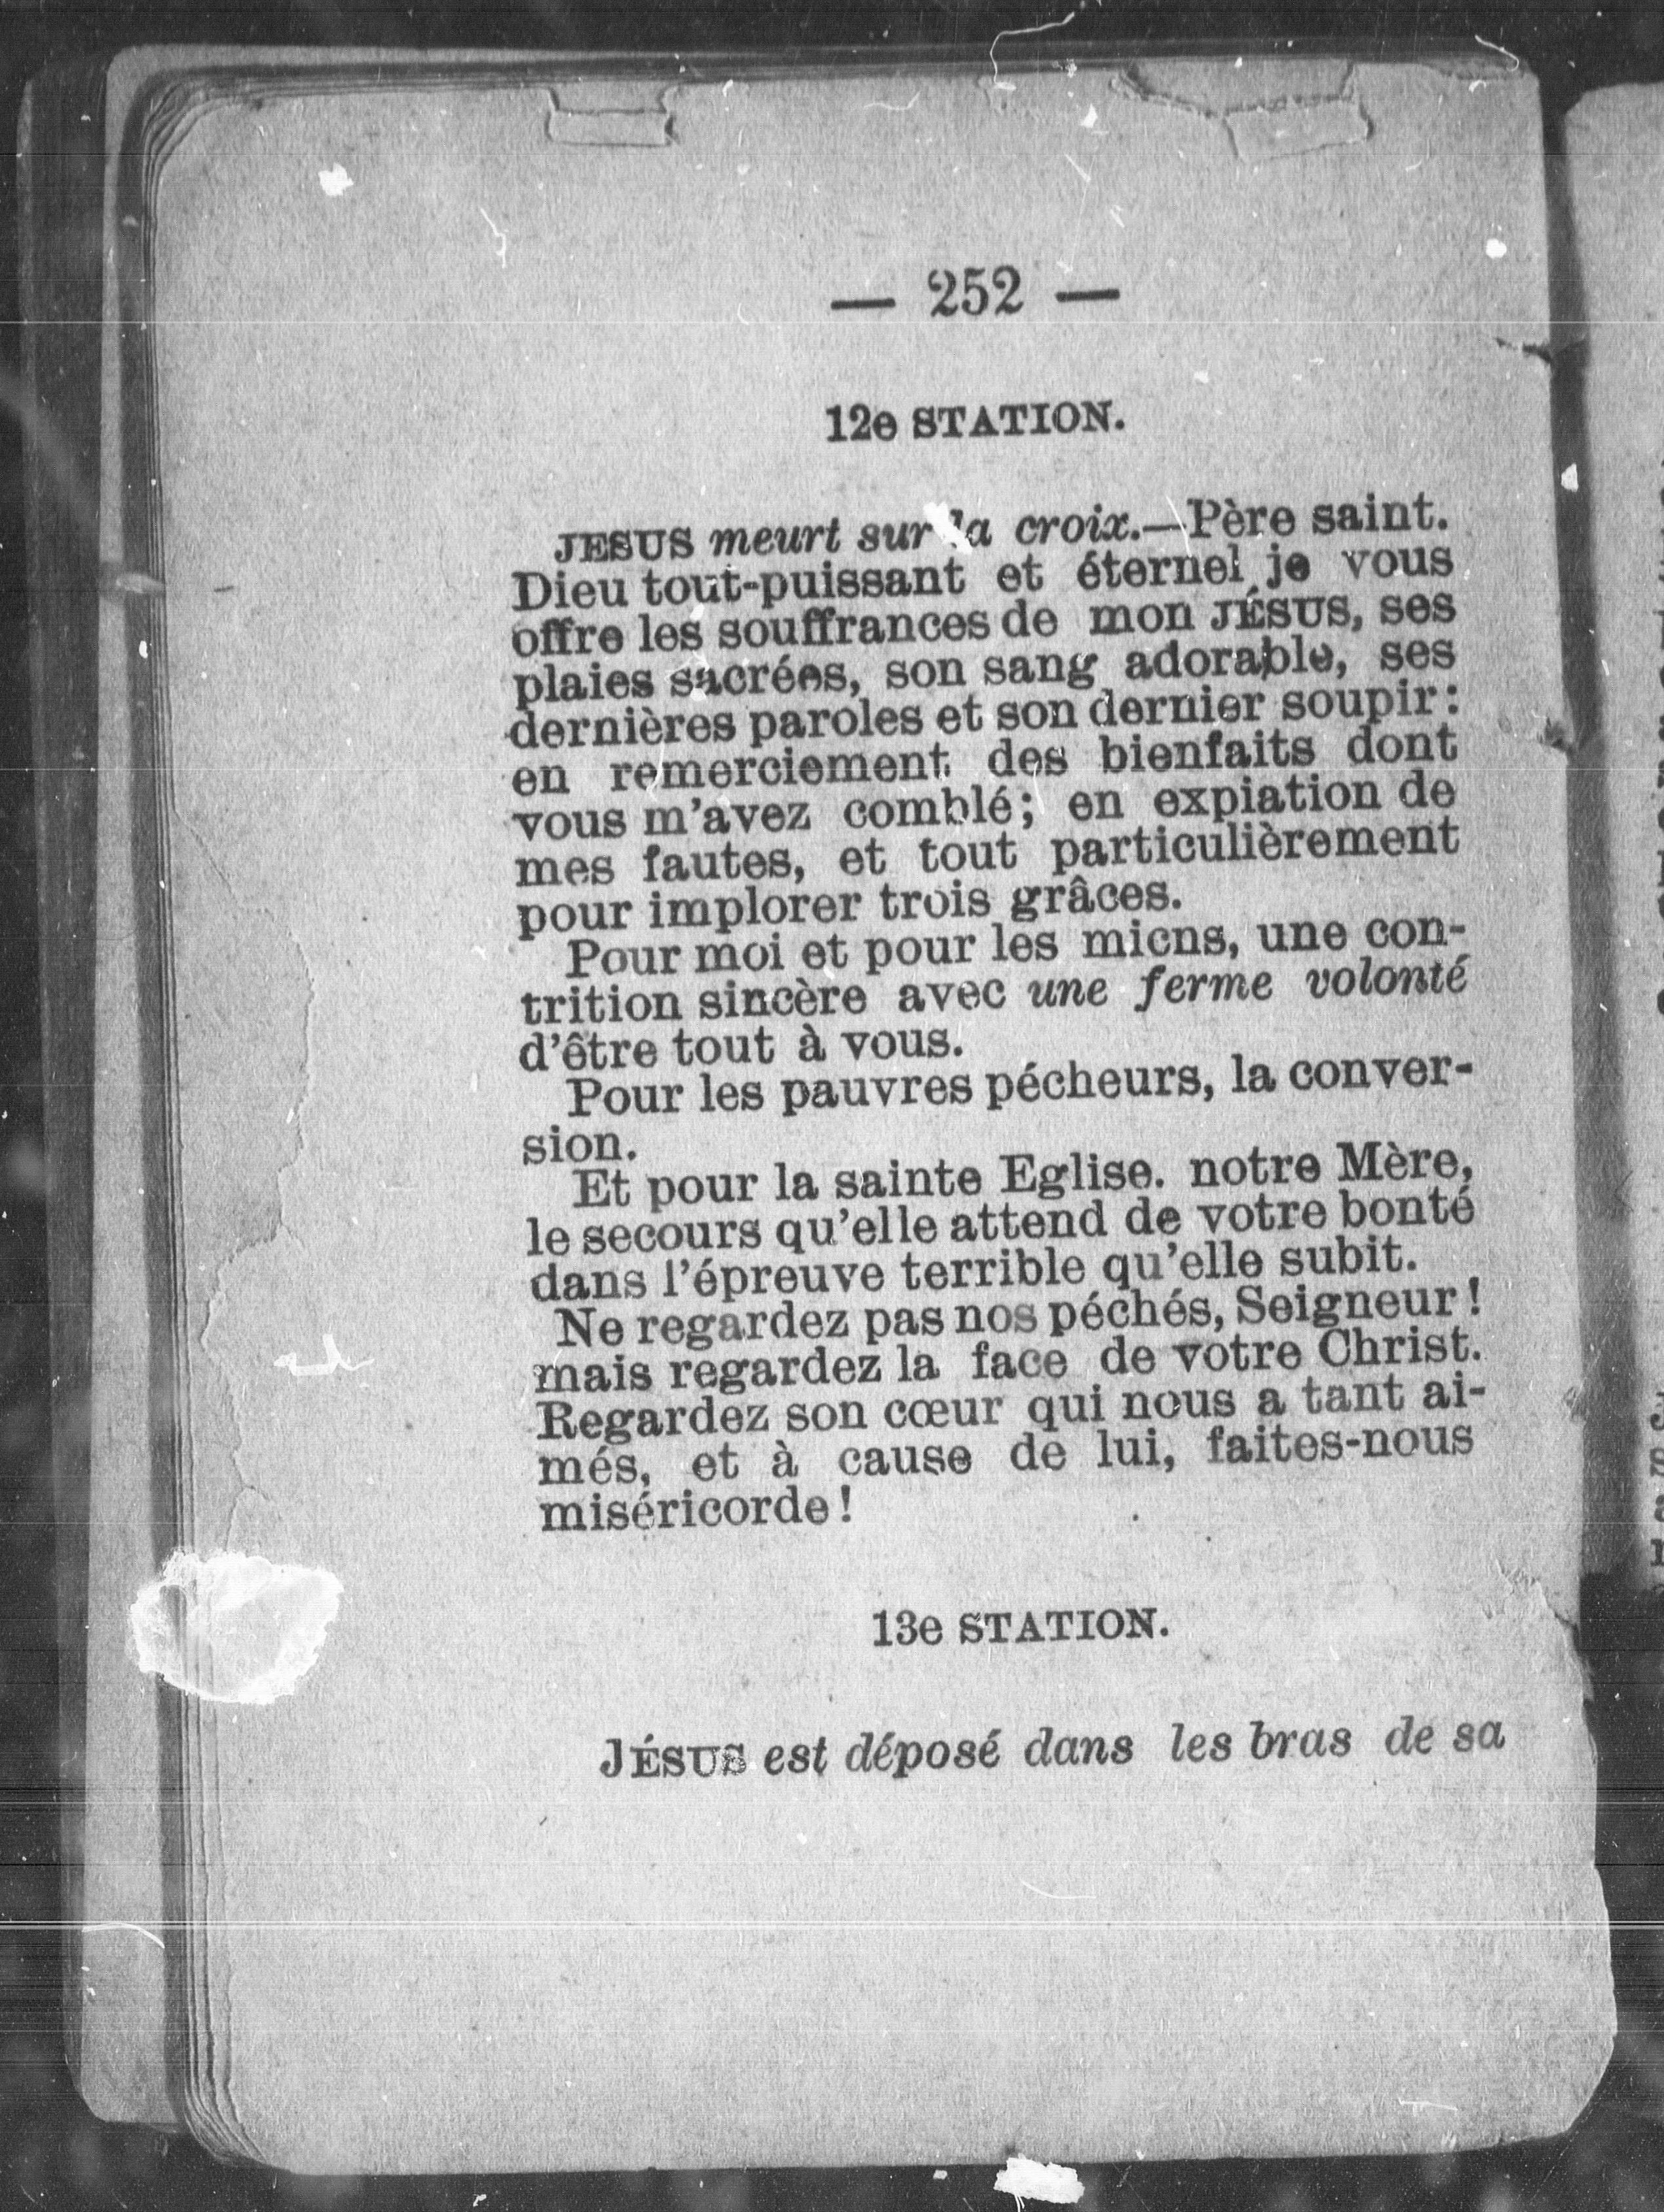 — 252 —
12e STATION.
JESUS meurt sur la croix.—Père saint.
Dieu tout-puissant et éternel je vous
offre les souffrances de mon JÉSUS, ses
plaies sacrées, son sang adorable, ses
dernières paroles et son dernier soupir:
en remerciement des bienfaits dont
vous m'avez comblé; en expiation de
mes fautes, et tout particulièrement
pour implorer trois grâces.
Pour moi et pour les miens, une con-
trition sincère avec une ferme volonté
d'être tout à vous.
Pour les pauvres pécheurs, la conver-
sion.
Et pour la sainte Eglise. notre Mère,
le secours qu'elle attend de votre bonté
dans l'épreuve terrible qu'elle subit.
Ne regardez pas nos péchés, Seigneur!
mais regardez la face de votre Christ.
Regardez son cœur qui nous a tant ai-
més, et à cause de lui, faites-nous
miséricorde!
13e STATION.
JÉSUS est déposé dans les bras de sa